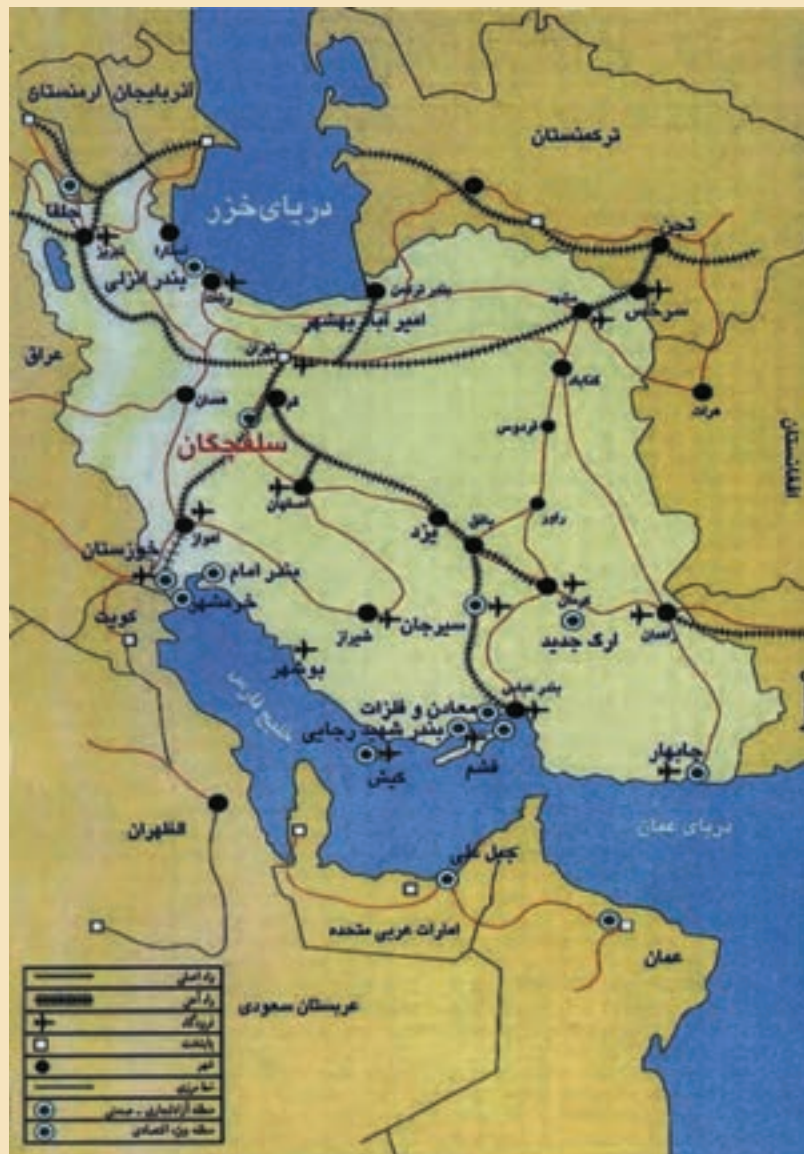 ارمنستان
آذربایجان
ترکمنستان
دریای خزر
جلفا
تبریز
آستارا
بندر انزلی
رشت
بندر ترکمن
امیر آباد بهشهر
تجن
سرخس
مشهد
عراق
تهران
همدان
قم
سلفچگان
گناباد
هرات
فردوس
افغانستان
اصفهان
راور
یزد
بافق
اهواز
خوزستان
بندر امام
خرمشهر
کویت
شیراز
سیرجان
کرمان
ارگ جدید
زاهدان
بوشهر
خلیج فارس
بندر عباس
معادن و فلزات
بندر شهید رجایی
قشم
کیش
چابهار
دریای عمان
الظهران
جبل علی
امارات عربی متحده
عمان
عربستان سعودی
راه اصلی
راه آهن
فرودگاه
پایتخت
شهر
خط مرزی
منطقه آزاد تجاری - صنعتی
منطقه ویژه اقتصادی